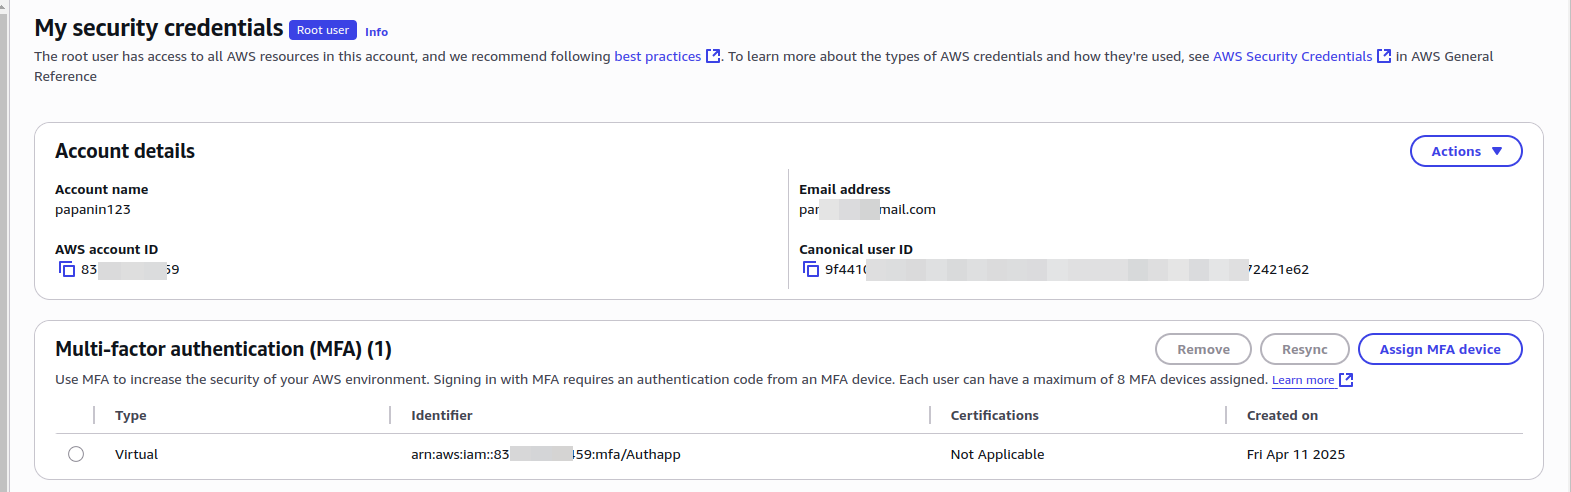 My security credentials Root user Info
The root user has access to all AWS resources in this account, and we recommend following best practices. To learn more about the types of AWS credentials and how they're used, see AWS Security Credentials in AWS General
Reference
Account details
Actions
Account name
papanin123
Email address
par mail.com
AWS account ID
83 59
Canonical user ID
9f441 72421e62
Multi-factor authentication (MFA) (1)
Remove Resync Assign MFA device
Use MFA to increase the security of your AWS environment. Signing in with MFA requires an authentication code from an MFA device. Each user can have a maximum of 8 MFA devices assigned. Learn more
Type Identifier Certifications Created on
Virtual arn:aws:iam::83 459:mfa/Authapp Not Applicable Fri Apr 11 2025